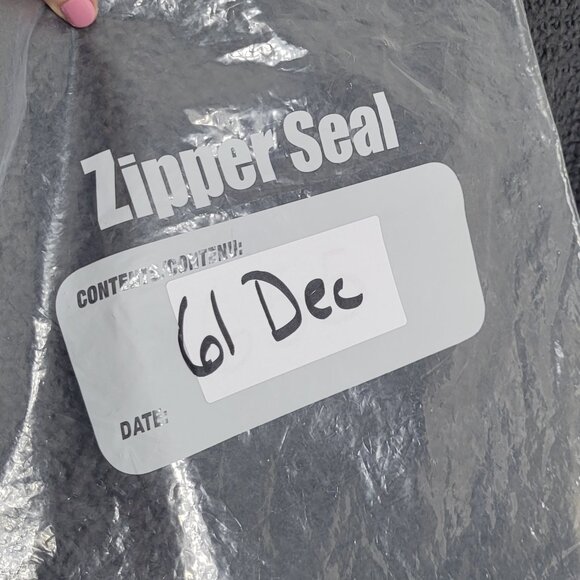 Zipper Seal
CONTENTS/CONTENU:
61 Dec
DATE: